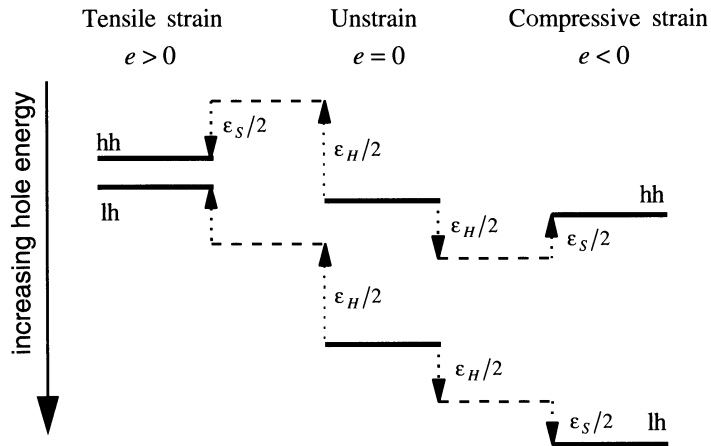 Tensile strain
Unstrain
Compressive strain
e > 0
e = 0
e < 0
increasing hole energy
hh
ε_S/2
ε_H/2
hh
lh
ε_H/2
ε_S/2
ε_H/2
ε_H/2
ε_S/2
lh